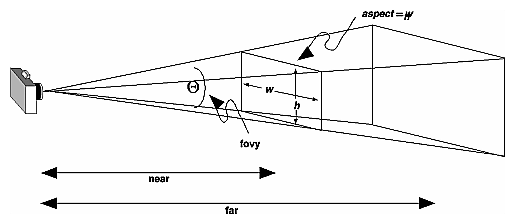 aspect = w/h
Θ
w
h
fovy
near
far